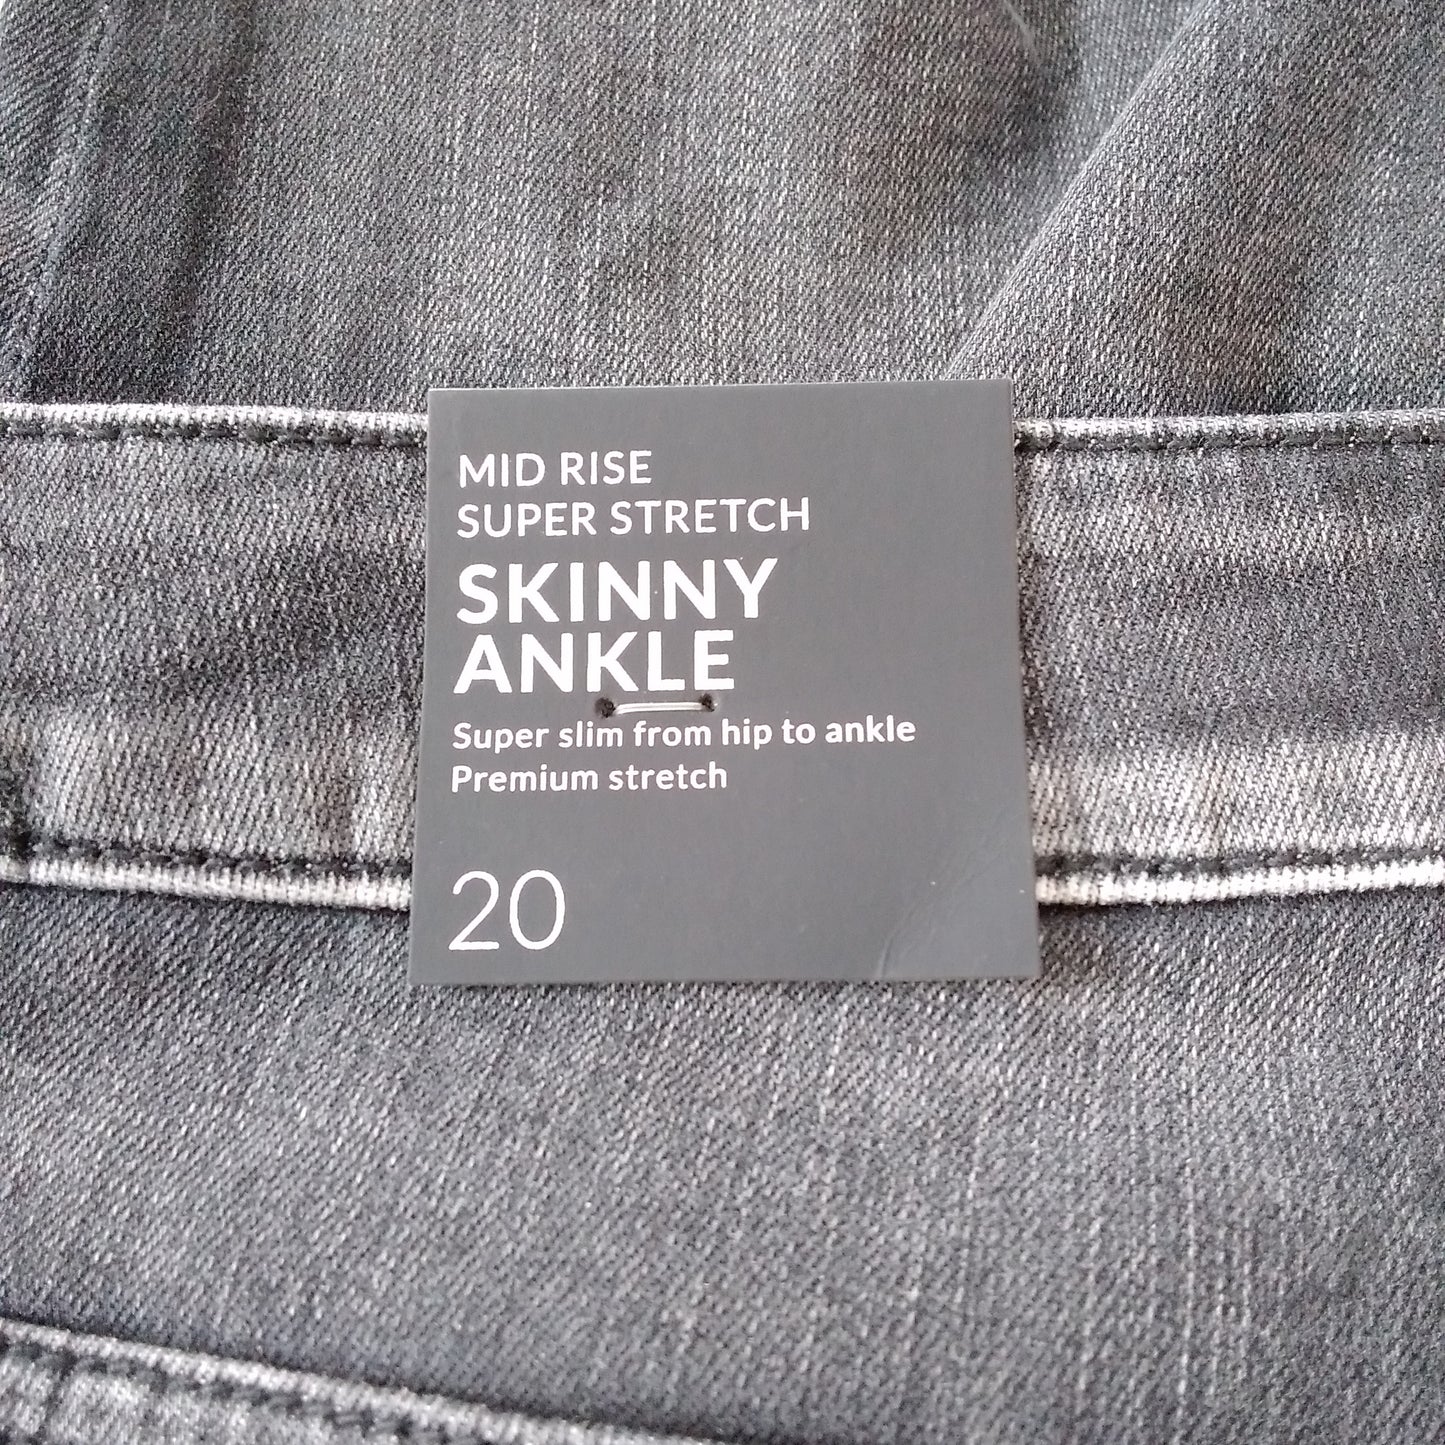 MID RISE
SUPER STRETCH
SKINNY
ANKLE
Super slim from hip to ankle
Premium stretch
20